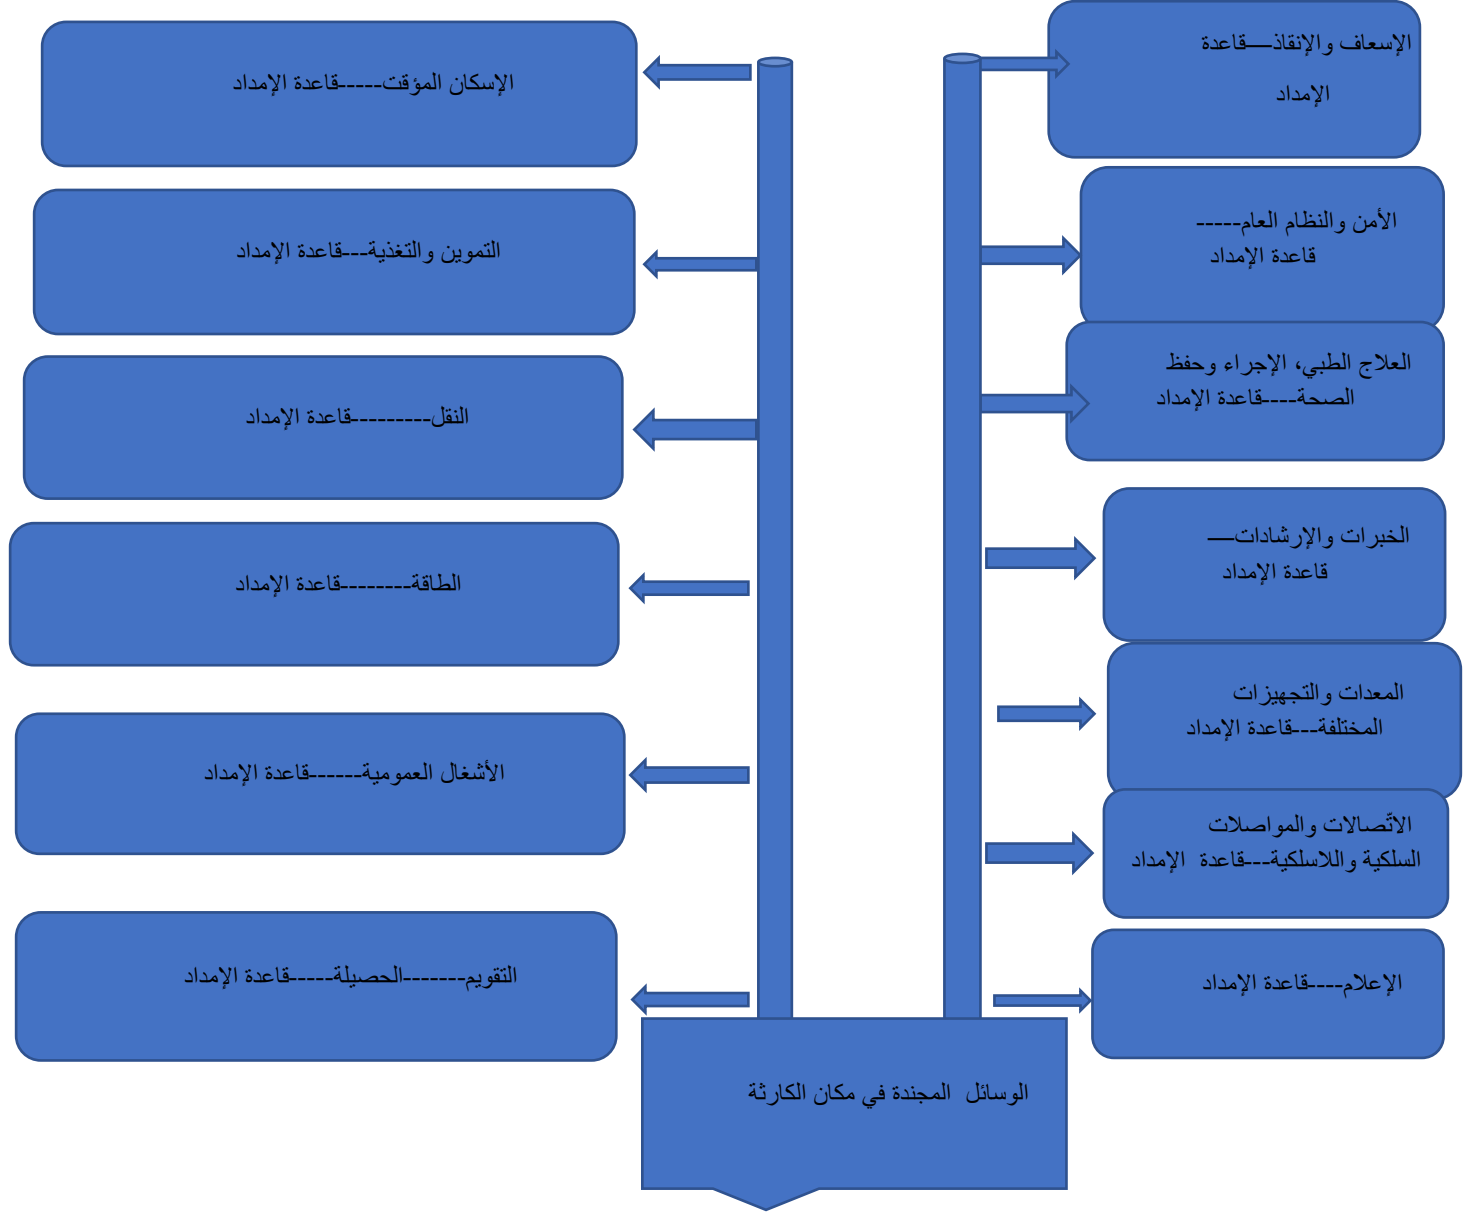 الإسعاف والإنقاذ—قاعدة
الإمداد
الأمن والنظام العام-----
قاعدة الإمداد
العلاج الطبي، الإجراء وحفظ
الصحة----قاعدة الإمداد
الخبرات والإرشادات—
قاعدة الإمداد
المعدات والتجهيزات
المختلفة---قاعدة الإمداد
الاتّصالات والمواصلات
السلكية واللاسلكية---قاعدة الإمداد
الإعلام----قاعدة الإمداد
الإسكان المؤقت-----قاعدة الإمداد
التموين والتغذية---قاعدة الإمداد
النقل---------قاعدة الإمداد
الطاقة--------قاعدة الإمداد
الأشغال العمومية------قاعدة الإمداد
التقويم-------الحصيلة-----قاعدة الإمداد
الوسائل المجندة في مكان الكارثة